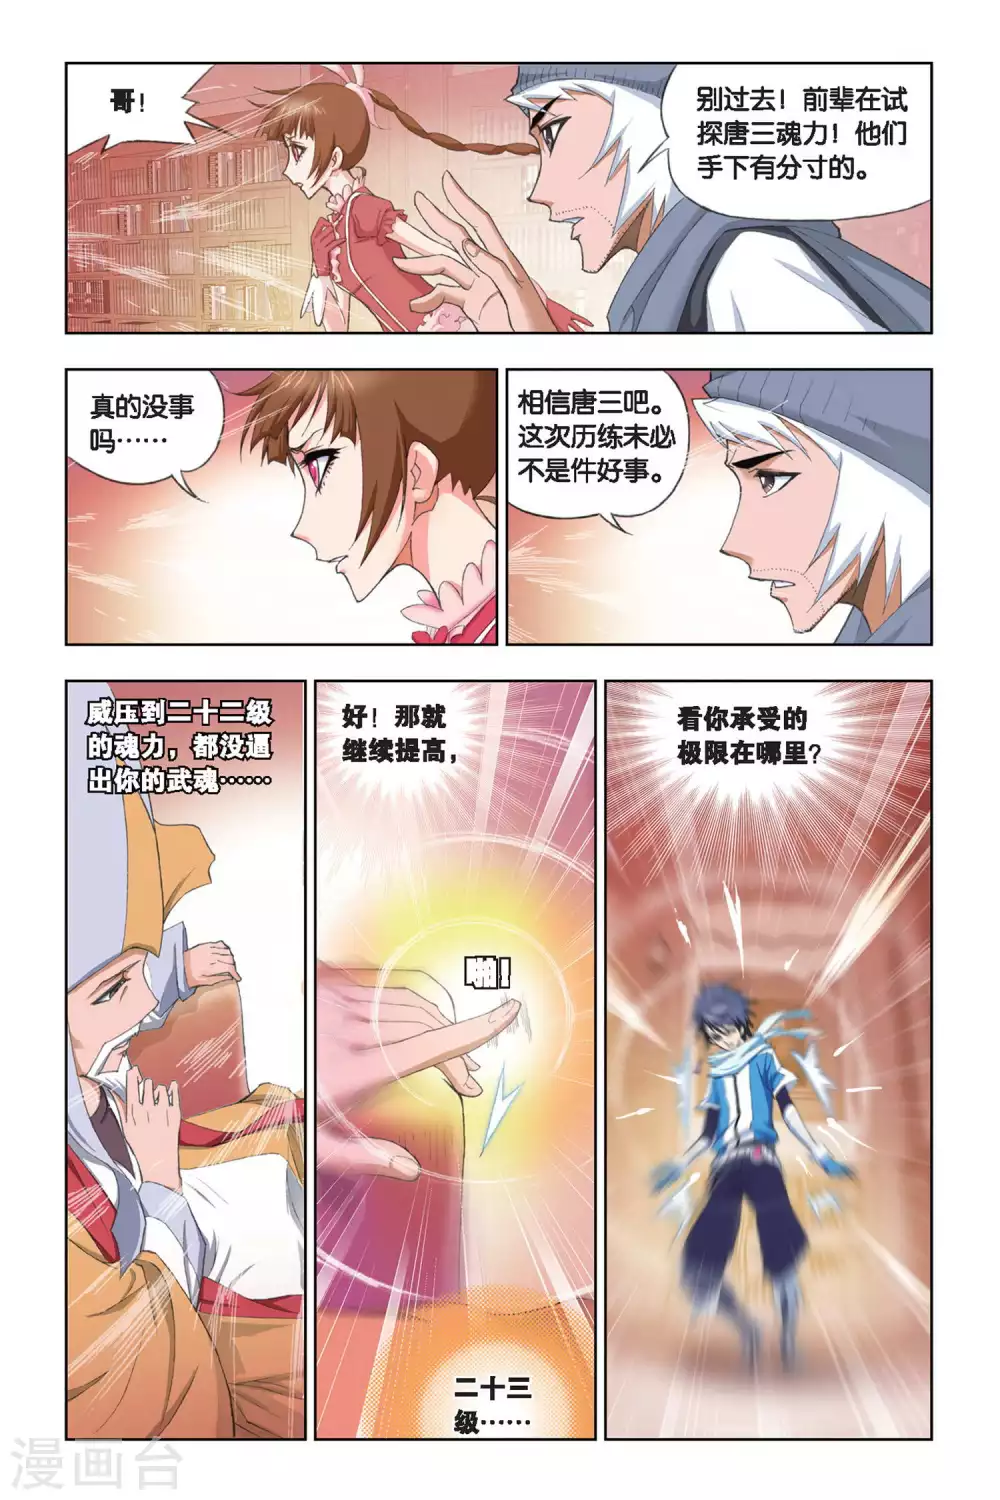 哥!
别过去！前辈在试
探唐三魂力！他们
手下有分寸的。
真的没事
吗……
相信唐三吧。
这次历练未必
不是件好事。
威压到二十二级
的魂力，都没逼
出你的武魂……
好！那就
继续提高，
啪！
二十三
级……
看你承受的
极限在哪里？
漫画台